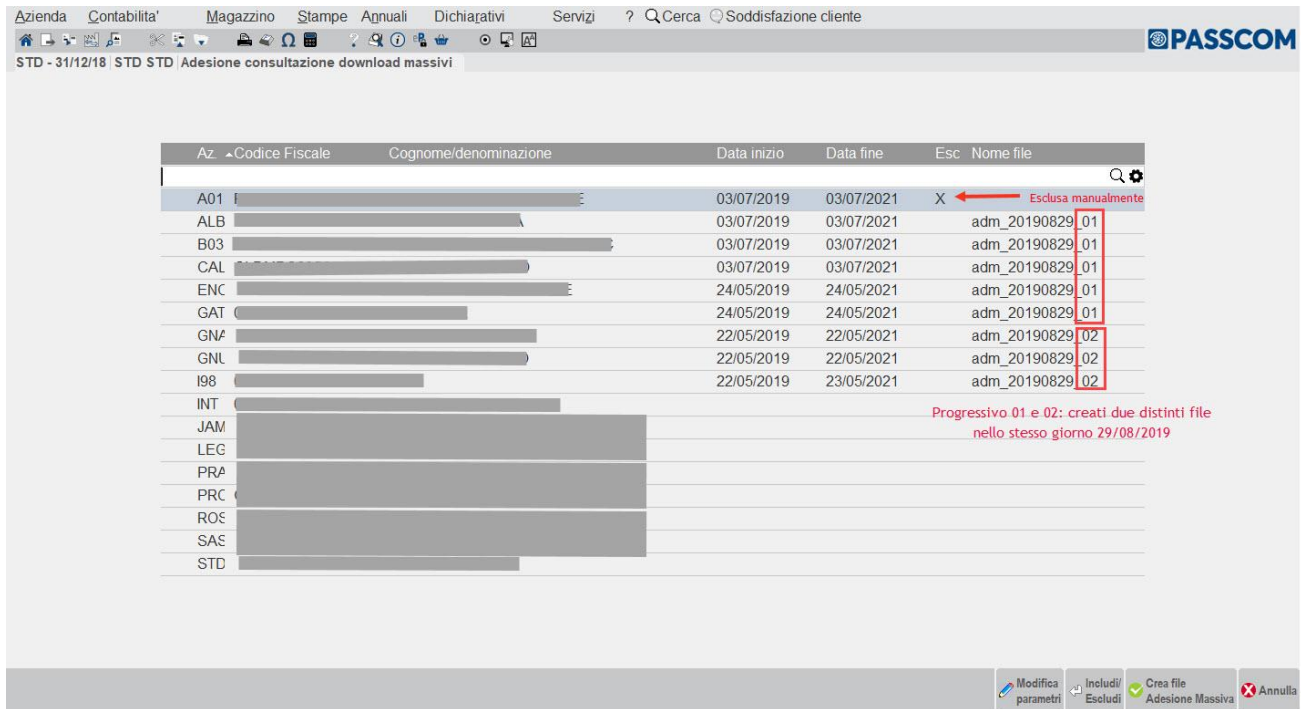 Azienda Contabilita' Magazzino Stampe Annuali Dichiarativi Servizi ? Cerca Soddisfazione cliente
PASSCOM
STD - 31/12/18 STD STD Adesione consultazione download massivi
Az. Codice Fiscale Cognome/denominazione Data inizio Data fine Esc Nome file
A01 03/07/2019 03/07/2021 X Esclusa manualmente
ALB 03/07/2019 03/07/2021 adm_20190829_01
B03 03/07/2019 03/07/2021 adm_20190829_01
CAL 03/07/2019 03/07/2021 adm_20190829_01
ENC 24/05/2019 24/05/2021 adm_20190829_01
GAT 24/05/2019 24/05/2021 adm_20190829_01
GNA 22/05/2019 22/05/2021 adm_20190829_02
GNU 22/05/2019 22/05/2021 adm_20190829_02
I98 22/05/2019 23/05/2021 adm_20190829_02
INT
Progressivo 01 e 02: creati due distinti file
nello stesso giorno 29/08/2019
JAM
LEG
PRA
PRO
ROS
SAS
STD
Modifica parametri
Includi/ Escludi
Crea file Adesione Massiva
Annulla